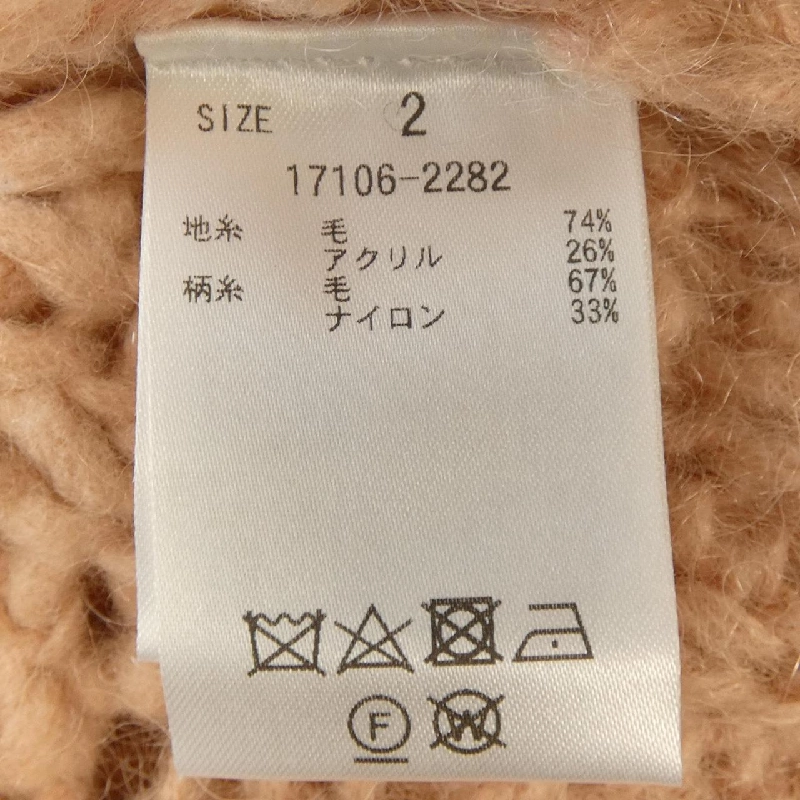 SIZE 2
17106-2282
地糸 毛 74%
アクリル 26%
柄糸 毛 67%
ナイロン 33%
F W